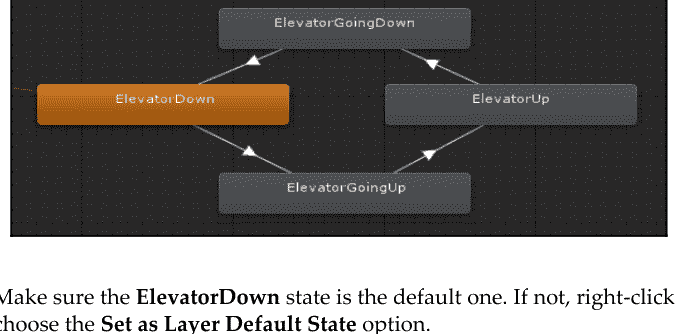 ElevatorGoingDown
ElevatorDown
ElevatorUp
ElevatorGoingUp
Make sure the ElevatorDown state is the default one. If not, right-click
choose the Set as Layer Default State option.